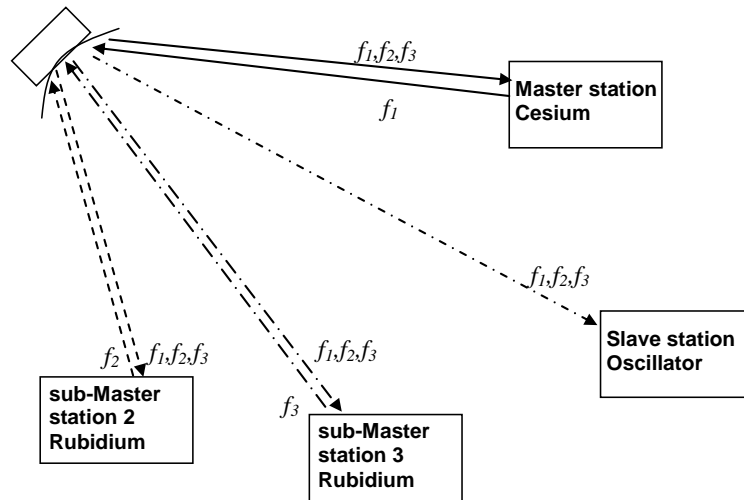 f1,f2,f3
f1
Master station
Cesium
f1,f2,f3
Slave station
Oscillator
f2
f1,f2,f3
f1,f2,f3
f3
sub-Master
station 2
Rubidium
sub-Master
station 3
Rubidium